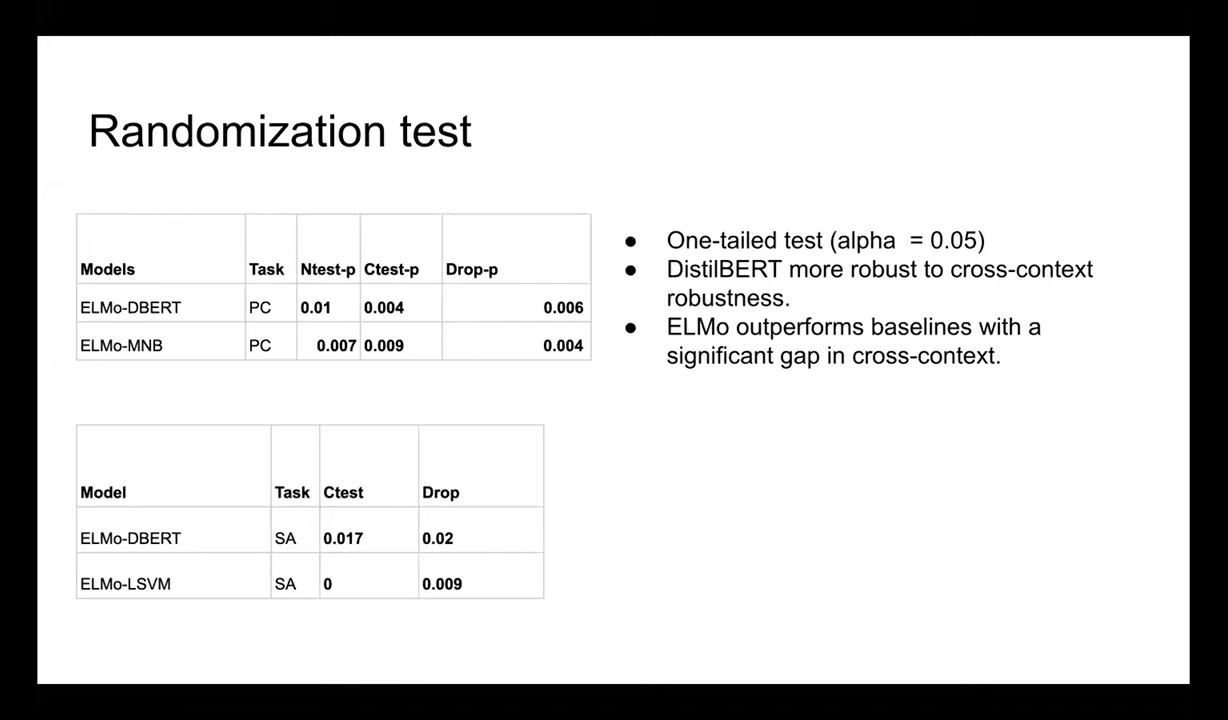 Randomization test
Models Task Ntest-p Ctest-p Drop-p
ELMo-DBERT PC 0.01 0.004 0.006
ELMo-MNB PC 0.007 0.009 0.004
● One-tailed test (alpha = 0.05)
● DistilBERT more robust to cross-context
robustness.
● ELMo outperforms baselines with a
significant gap in cross-context.
Model Task Ctest Drop
ELMo-DBERT SA 0.017 0.02
ELMo-LSVM SA 0 0.009